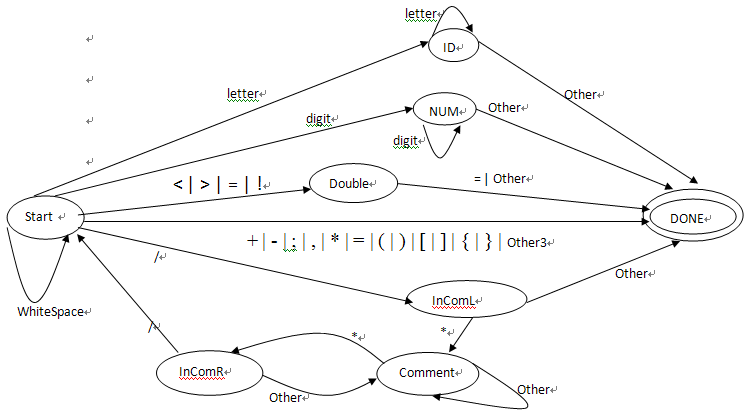 letter
ID
Other
letter
NUM
Other
digit
digit
< | > | = | !
Double
= | Other
Start
DONE
+ | - | ; | , | * | = | ( | ) | [ | ] | { | } | Other3
/
Other
InComL
WhiteSpace
/
*
*
InComR
Comment
Other
Other